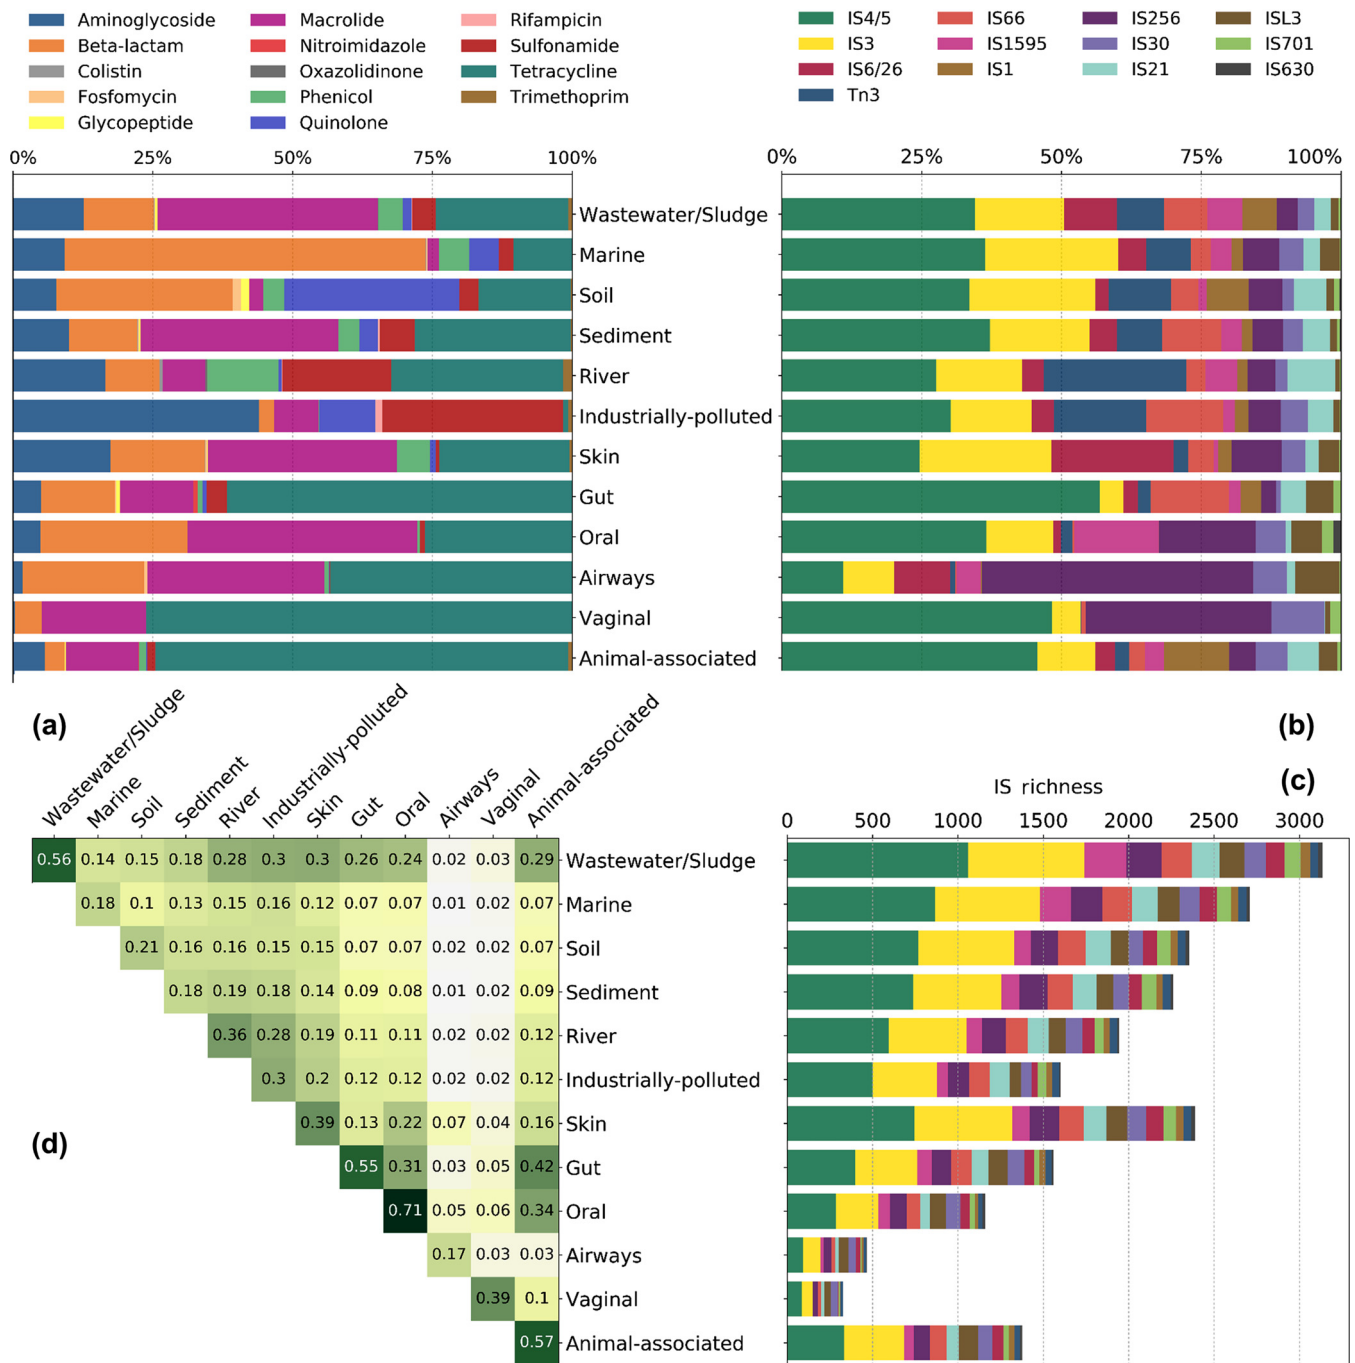 Aminoglycoside Macrolide Rifampicin
Beta-lactam Nitroimidazole Sulfonamide
Colistin Oxazolidinone Tetracycline
Fosfomycin Phenicol Trimethoprim
Glycopeptide Quinolone
IS4/5 IS66 IS256 ISL3
IS3 IS1595 IS30 IS701
IS6/26 IS1 IS21 IS630
Tn3
0% 25% 50% 75% 100%
0% 25% 50% 75% 100%
Wastewater/Sludge
Marine
Soil
Sediment
River
Industrially-polluted
Skin
Gut
Oral
Airways
Vaginal
Animal-associated
(a)
(b)
Wastewater/Sludge
Marine
Soil
Sediment
River
Industrially-polluted
Skin
Gut
Oral
Airways
Vaginal
Animal-associated
0.56 0.14 0.15 0.18 0.28 0.3 0.3 0.26 0.24 0.02 0.03 0.29 Wastewater/Sludge
0.18 0.1 0.13 0.15 0.16 0.12 0.07 0.07 0.01 0.02 0.07 Marine
0.21 0.16 0.16 0.15 0.15 0.07 0.07 0.02 0.02 0.07 Soil
0.18 0.19 0.18 0.14 0.09 0.08 0.01 0.02 0.09 Sediment
0.36 0.28 0.19 0.11 0.11 0.02 0.02 0.12 River
0.3 0.2 0.12 0.12 0.02 0.02 0.12 Industrially-polluted
0.39 0.13 0.22 0.07 0.04 0.16 Skin
0.55 0.31 0.03 0.05 0.42 Gut
0.71 0.05 0.06 0.34 Oral
0.17 0.03 0.03 Airways
0.39 0.1 Vaginal
0.57 Animal-associated
(d)
IS richness
(c)
0 500 1000 1500 2000 2500 3000